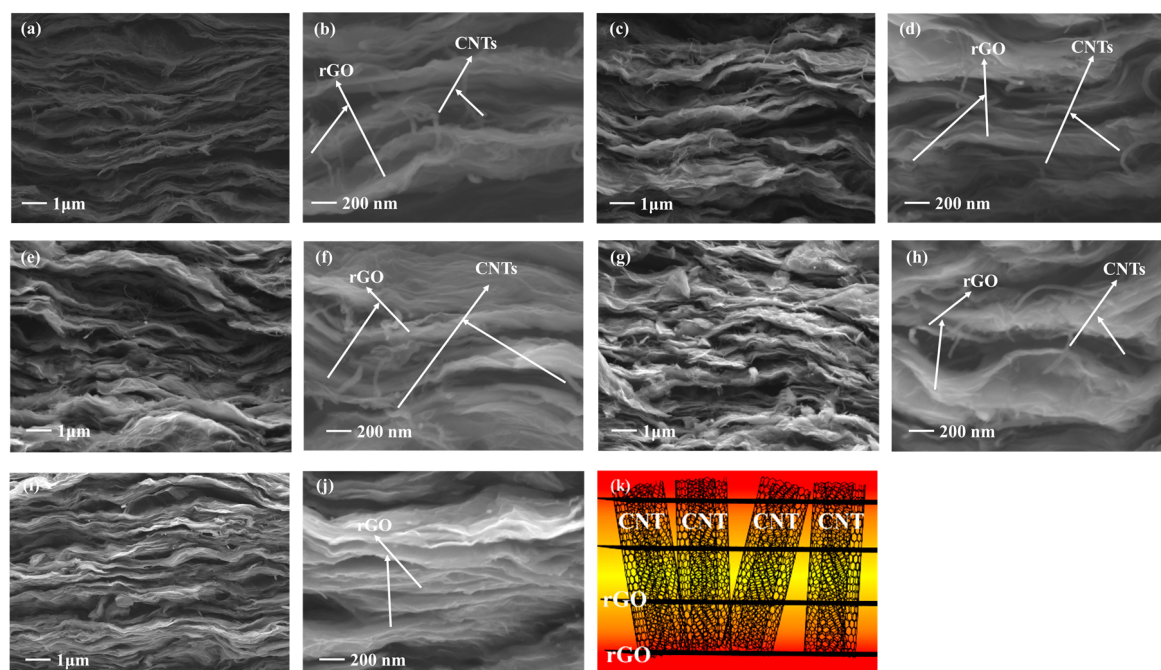 (a)
1μm
(b)
rGO
CNTs
200 nm
(c)
1μm
(d)
rGO
CNTs
200 nm
(e)
1μm
(f)
rGO
CNTs
200 nm
(g)
1μm
(h)
rGO
CNTs
200 nm
(i)
1μm
(j)
rGO
200 nm
(k)
CNT CNT CNT CNT
rGO
rGO